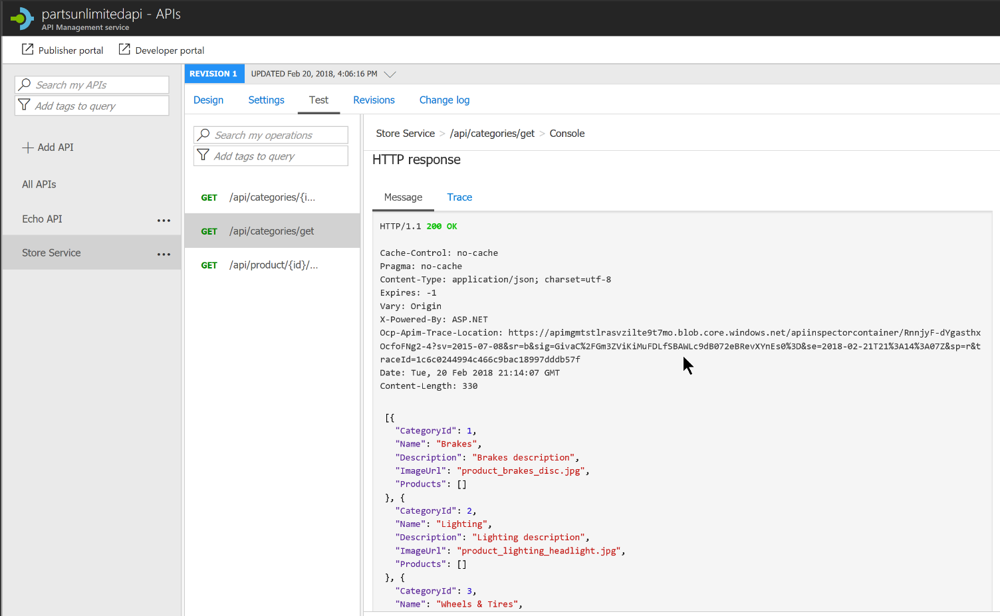 partsunlimitedapi - APIs
API Management service
Publisher portal
Developer portal
Search my APIs
Add tags to query
Add API
All APIs
Echo API
...
Store Service
...
REVISION 1
UPDATED Feb 20, 2018, 4:06:16 PM
Design
Settings
Test
Revisions
Change log
Search my operations
Add tags to query
GET /api/categories/{i...
GET /api/categories/get
GET /api/product/{id}/...
Store Service > /api/categories/get > Console
HTTP response
Message
Trace
HTTP/1.1 200 OK
Cache-Control: no-cache
Pragma: no-cache
Content-Type: application/json; charset=utf-8
Expires: -1
Vary: Origin
X-Powered-By: ASP.NET
Ocp-Apim-Trace-Location: https://apimgmtstlrasvzilte9t7mo.blob.core.windows.net/apiinspectorcontainer/RnnjyF-dYgasthx
OcfoFNg2-4?sv=2015-07-08&sr=b&sig=GivaC%2FGm3ZViKiMuFDLfSBAWLc9dB072eBRevXYnEs0%3D&se=2018-02-21T21%3A14%3A07Z&sp=r&t
raceId=1c6c0244994c466c9bac18997dddb57f
Date: Tue, 20 Feb 2018 21:14:07 GMT
Content-Length: 330
[{
"CategoryId": 1,
"Name": "Brakes",
"Description": "Brakes description",
"ImageUrl": "product_brakes_disc.jpg",
"Products": []
}, {
"CategoryId": 2,
"Name": "Lighting",
"Description": "Lighting description",
"ImageUrl": "product_lighting_headlight.jpg",
"Products": []
}, {
"CategoryId": 3,
"Name": "Wheels & Tires",